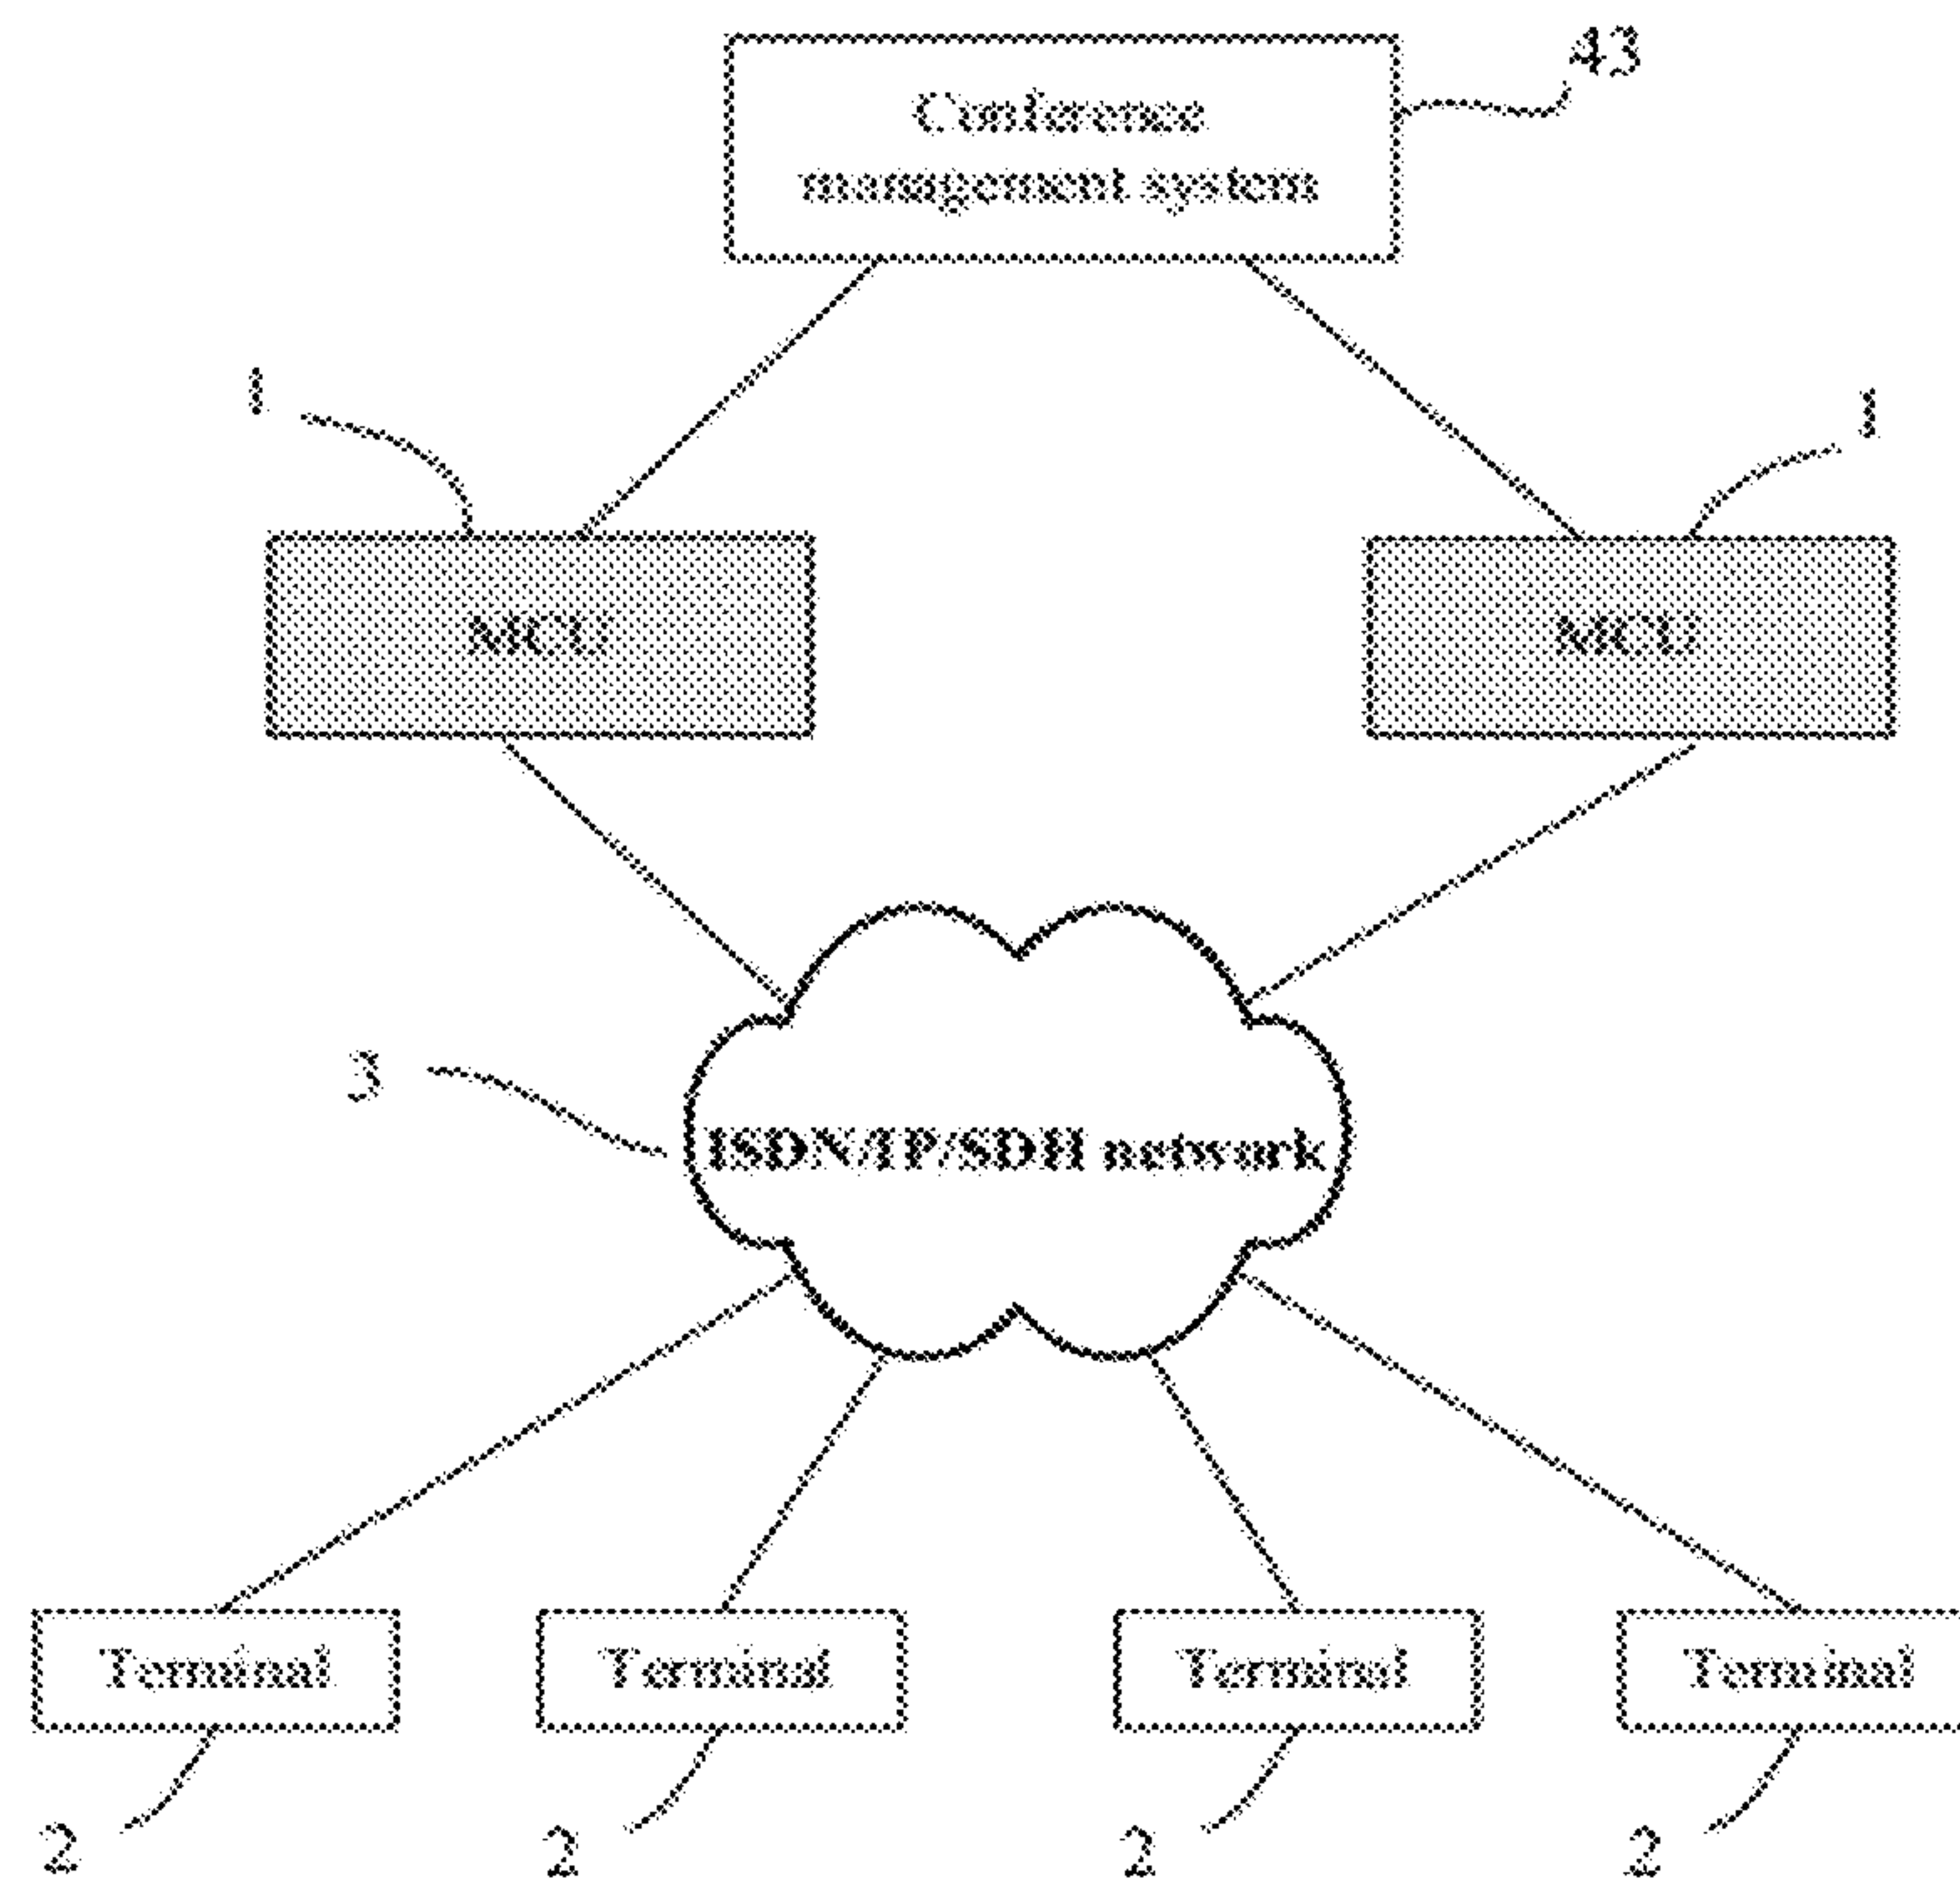 43
Conference
management system
1
1
MCU
MCU
3
ISDN/IP/SDH network
Terminal
Terminal
Terminal
Terminal
2
2
2
2